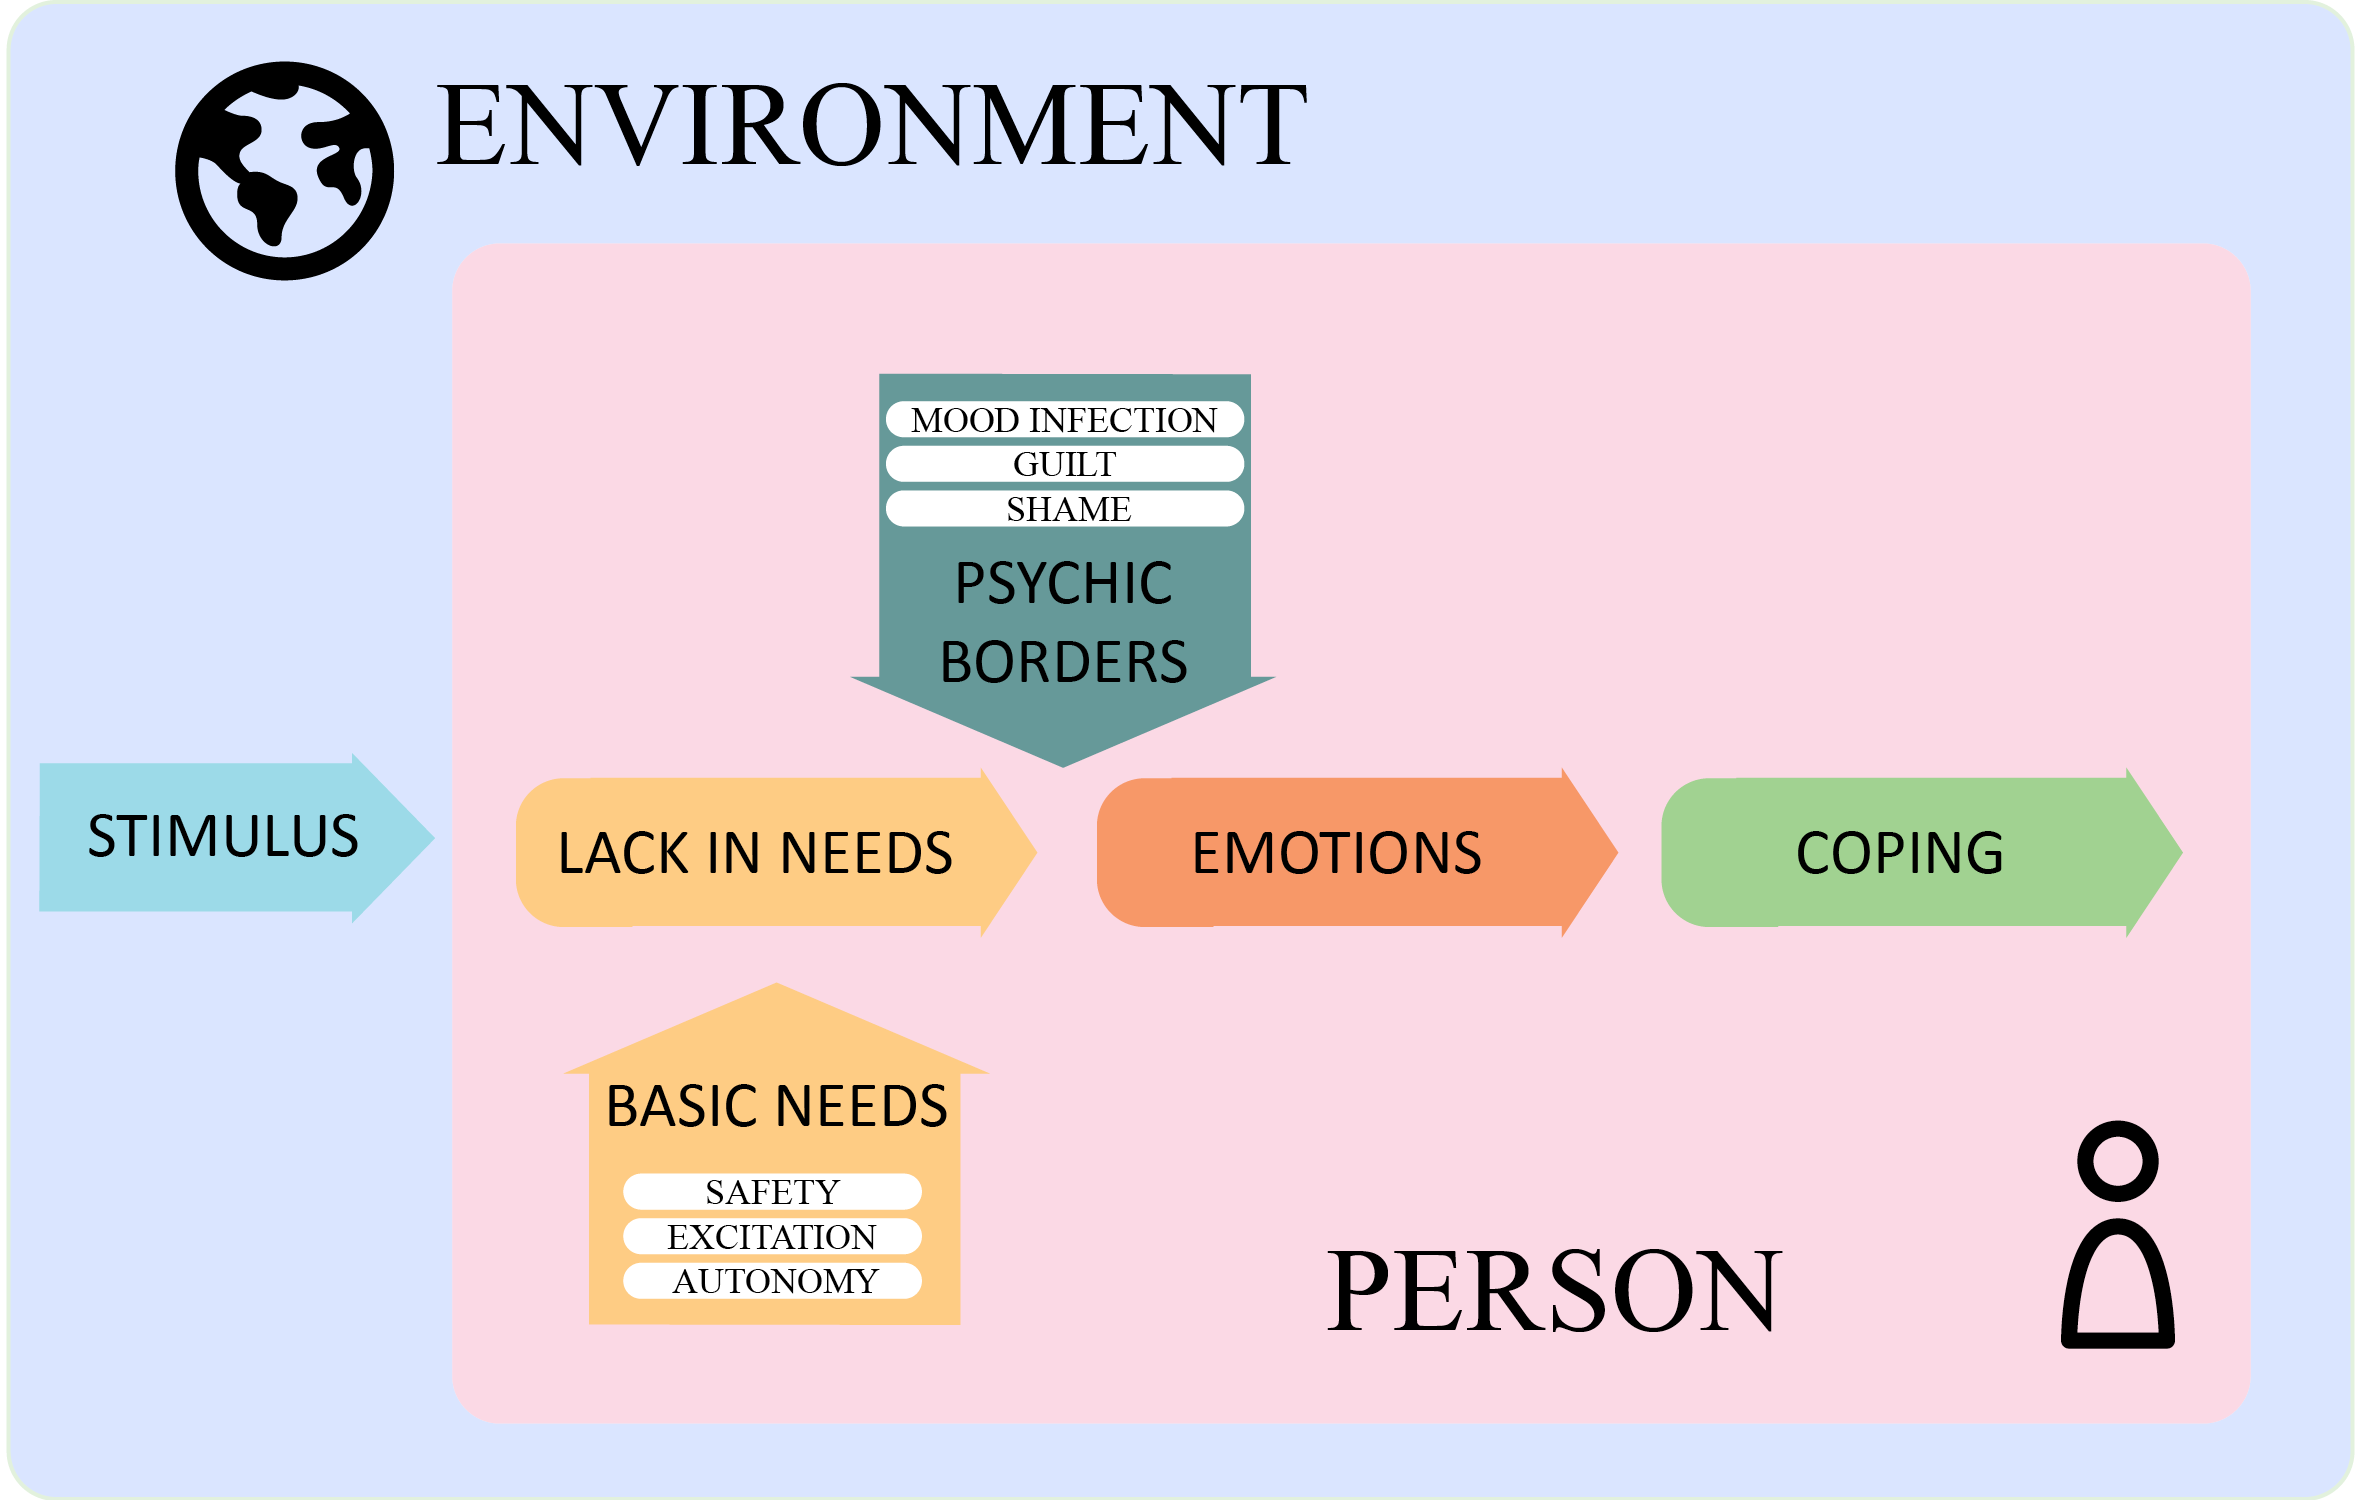 ENVIRONMENT
MOOD INFECTION
GUILT
SHAME
PSYCHIC
BORDERS
STIMULUS
LACK IN NEEDS
EMOTIONS
COPING
BASIC NEEDS
SAFETY
EXCITATION
AUTONOMY
PERSON